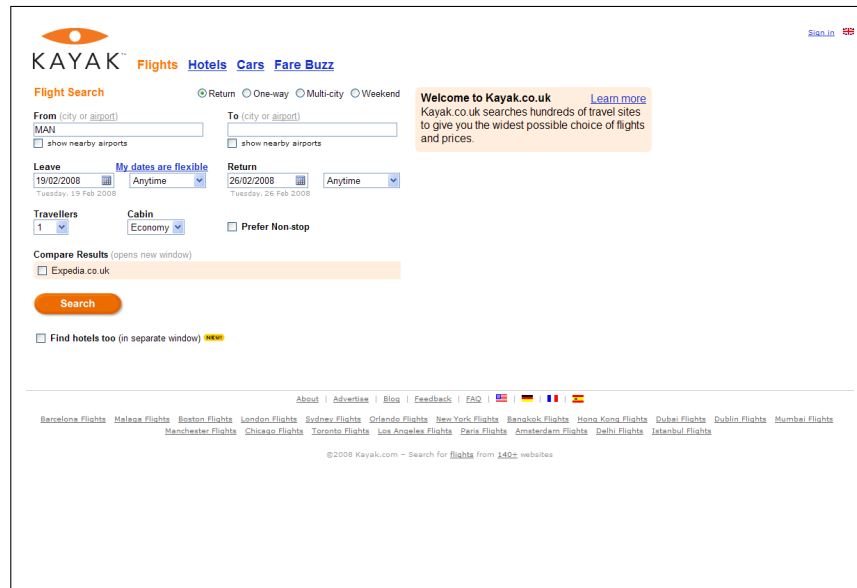 Sign in
KAYAK™ Flights Hotels Cars Fare Buzz
Flight Search Return One-way Multi-city Weekend
Welcome to Kayak.co.uk Learn more
Kayak.co.uk searches hundreds of travel sites
to give you the widest possible choice of flights
and prices.
From (city or airport) To (city or airport)
MAN
show nearby airports show nearby airports
Leave My dates are flexible Return
19/02/2008 Anytime 26/02/2008 Anytime
Tuesday, 19 Feb 2008 Tuesday, 26 Feb 2008
Travellers Cabin
1 Economy Prefer Non-stop
Compare Results (opens new window)
Expedia.co.uk
Search
Find hotels too (in separate window) NEW!
About | Advertise | Blog | Feedback | FAQ | | | |
Barcelona Flights Malaga Flights Boston Flights London Flights Sydney Flights Orlando Flights New York Flights Bangkok Flights Hong Kong Flights Dubai Flights Dublin Flights Mumbai Flights
Manchester Flights Chicago Flights Toronto Flights Los Angeles Flights Paris Flights Amsterdam Flights Delhi Flights Istanbul Flights
©2008 Kayak.com – Search for flights from 140+ websites